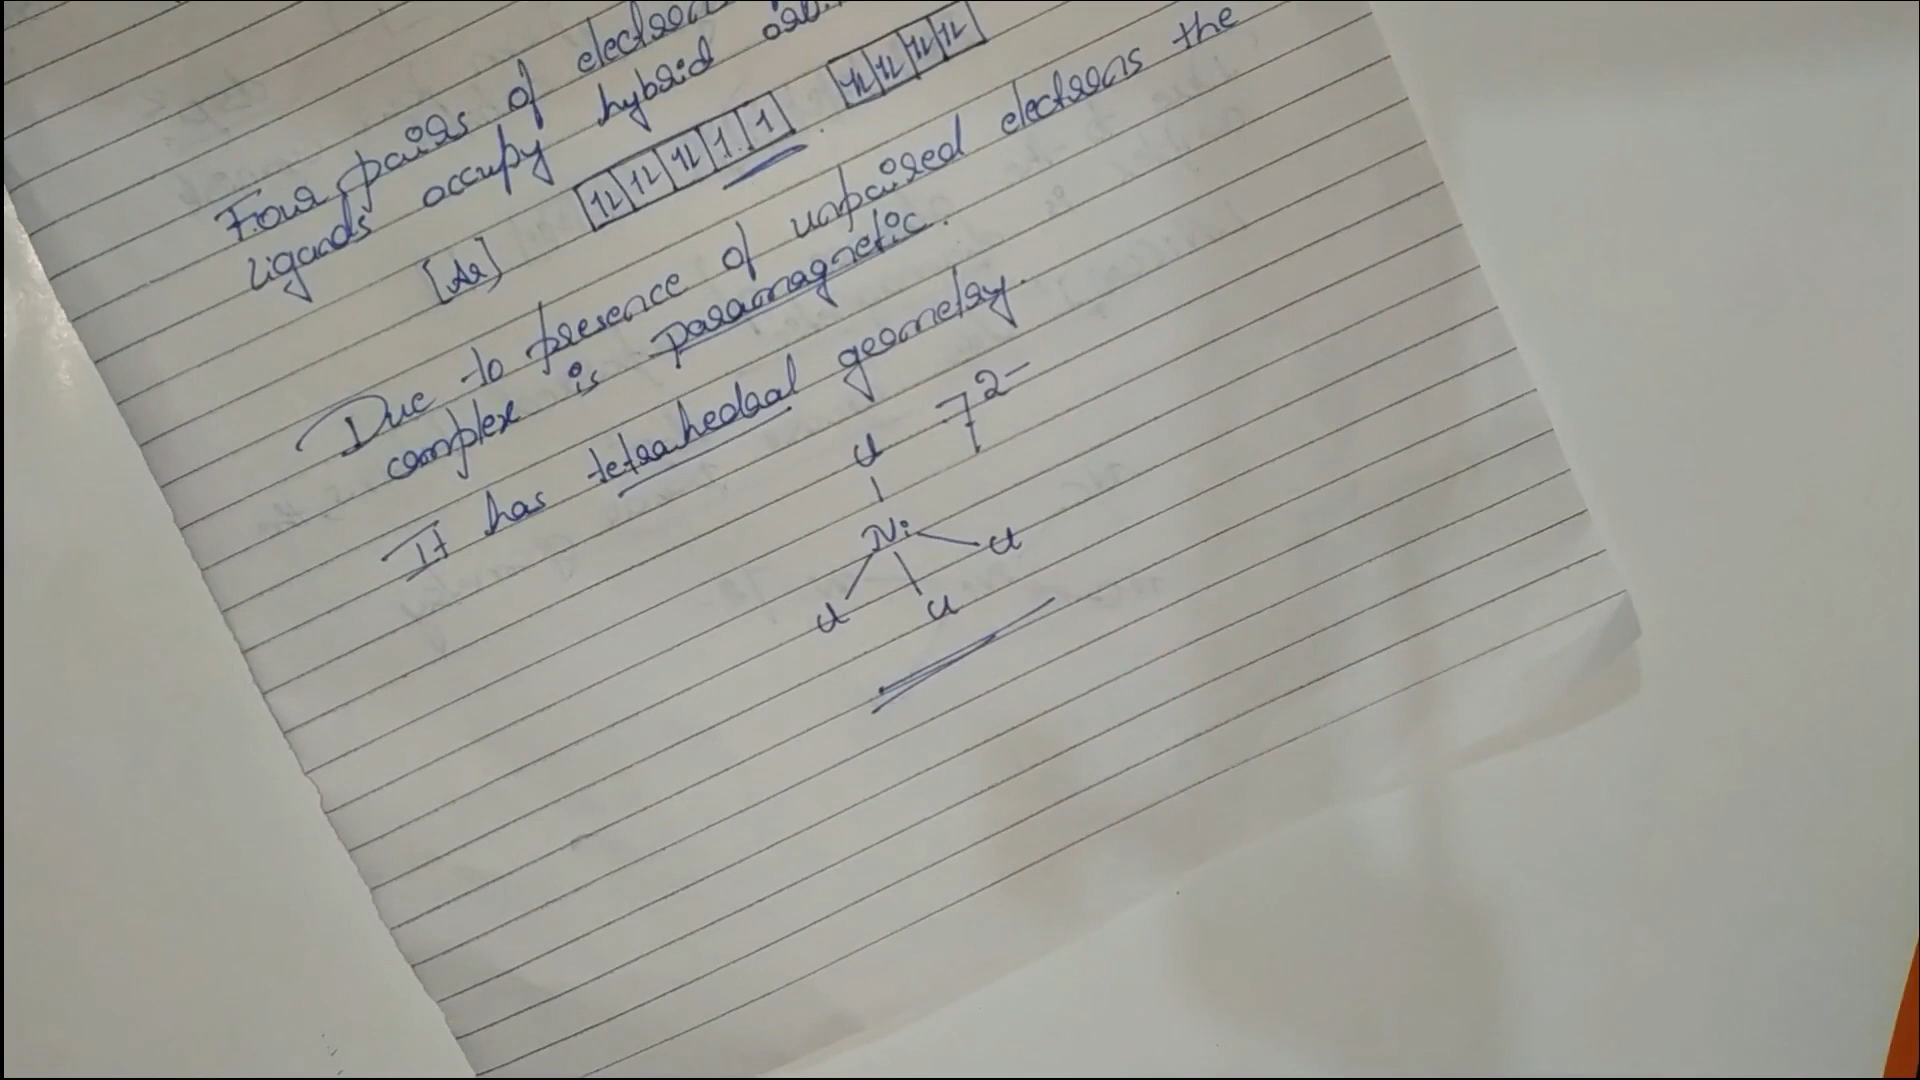 Four pairs of electron
ligands occupy hybrid
[Ar] 1L 1L 1L 1 1 1L 1L 1L 1L
Due to presence of unpaired electrons the
complex is paramagnetic.
It has tetrahedral geometry.
Cl ⁊2-
Ni
Cl
Cl Cl